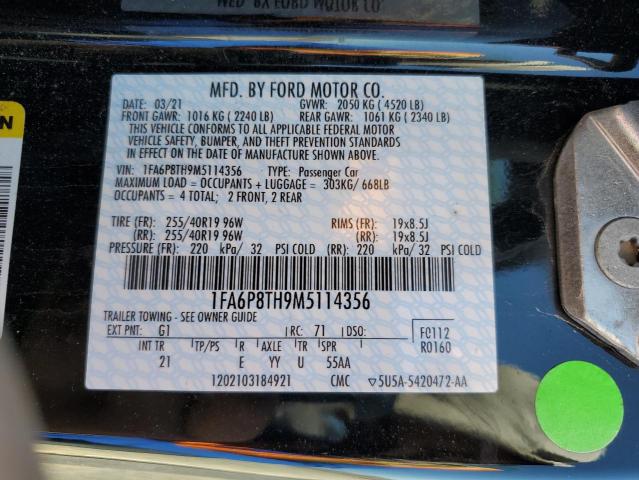 MFD. BY FORD MOTOR CO.
DATE: 03/21 GVWR: 2050 KG ( 4520 LB)
FRONT GAWR: 1016 KG ( 2240 LB) REAR GAWR: 1061 KG ( 2340 LB)
THIS VEHICLE CONFORMS TO ALL APPLICABLE FEDERAL MOTOR
VEHICLE SAFETY, BUMPER, AND THEFT PREVENTION STANDARDS
IN EFFECT ON THE DATE OF MANUFACTURE SHOWN ABOVE.
VIN: 1FA6P8TH9M5114356 TYPE: Passenger Car
MAXIMUM LOAD = OCCUPANTS + LUGGAGE = 303KG/ 668LB
OCCUPANTS = 4 TOTAL; 2 FRONT, 2 REAR
TIRE (FR): 255/40R19 96W RIMS (FR): 19x8.5J
(RR): 255/40R19 96W (RR): 19x8.5J
PRESSURE (FR): 220 kPa/ 32 PSI COLD (RR): 220 kPa/ 32 PSI COLD
1FA6P8TH9M5114356
TRAILER TOWING - SEE OWNER GUIDE
EXT PNT: G1 RC: 71 DSO: FC112
R0160
INT TR TP/PS R AXLE TR SPR
21 E YY U 55AA
1202103184921 CMC ▽5U5A-5420472-AA